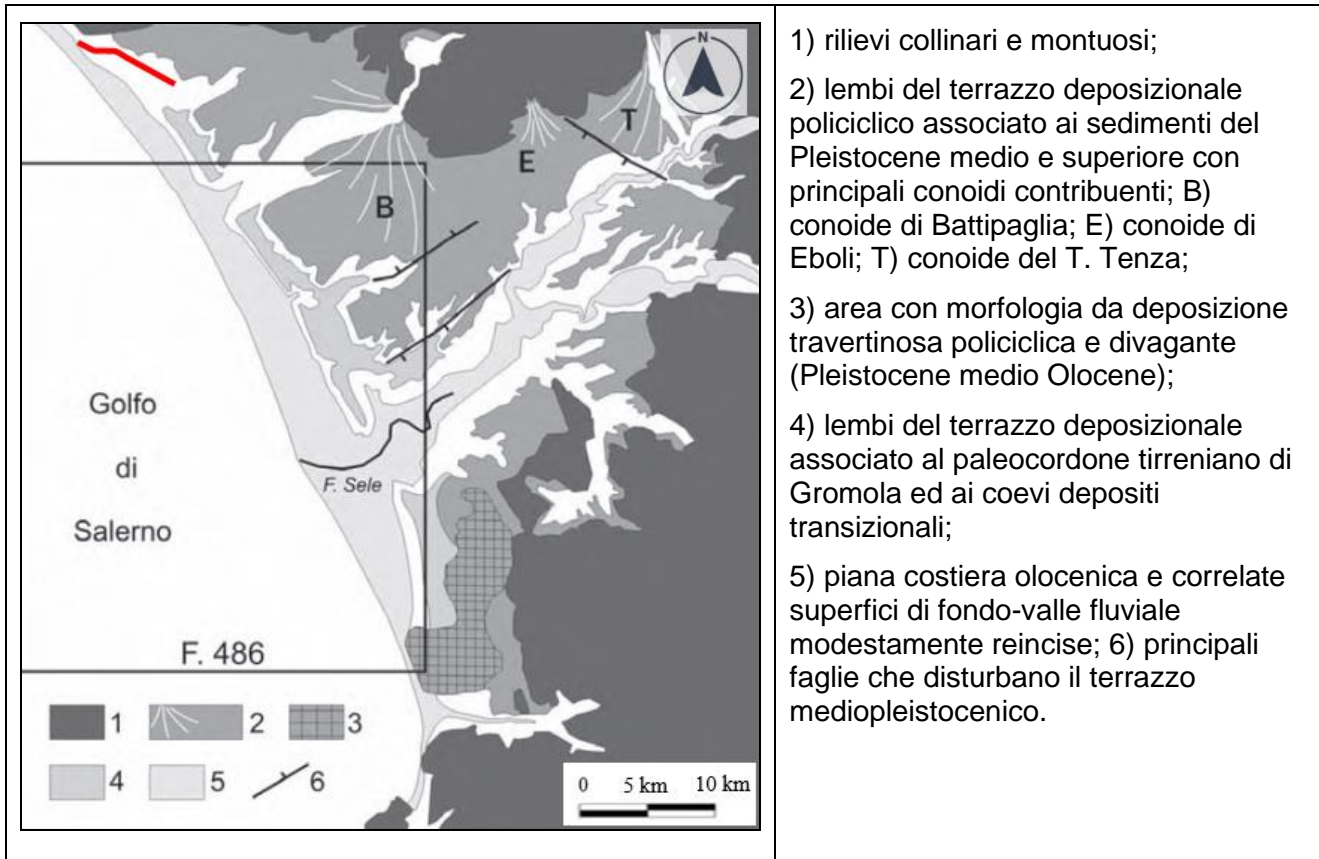 N
T
E
B
Golfo
di
Salerno
F. Sele
F. 486
1
2
3
4
5
6
0 5 km 10 km
1) rilievi collinari e montuosi;
2) lembi del terrazzo deposizionale
policiclico associato ai sedimenti del
Pleistocene medio e superiore con
principali conoidi contribuenti; B)
conoide di Battipaglia; E) conoide di
Eboli; T) conoide del T. Tenza;
3) area con morfologia da deposizione
travertinosa policiclica e divagante
(Pleistocene medio Olocene);
4) lembi del terrazzo deposizionale
associato al paleocordone tirreniano di
Gromola ed ai coevi depositi
transizionali;
5) piana costiera olocenica e correlate
superfici di fondo-valle fluviale
modestamente reincise; 6) principali
faglie che disturbano il terrazzo
mediopleistocenico.